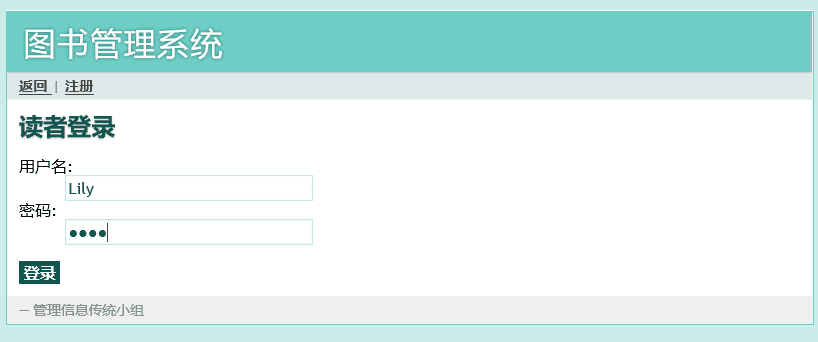 图书管理系统
返回 | 注册
读者登录
用户名:
Lily
密码:
●●●●
登录
— 管理信息传统小组